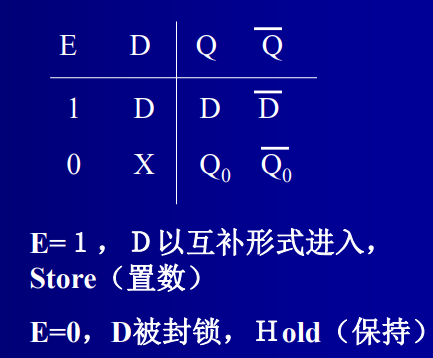 E D Q Q̅
1 D D D̅
0 X Q₀ Q̅₀
E=１，Ｄ以互补形式进入，
Store（置数）
E=0，D被封锁，Ｈold（保持）